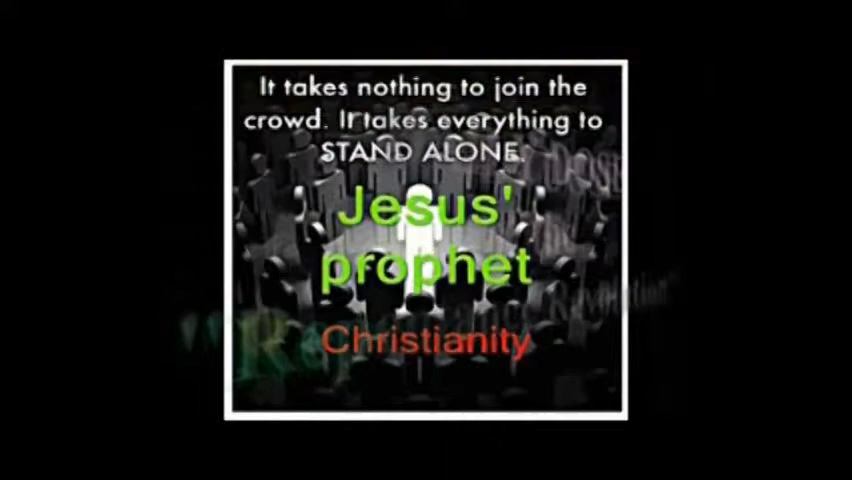 It takes nothing to join the
crowd. It takes everything to
STAND ALONE.
Jesus'
prophet
Christianity